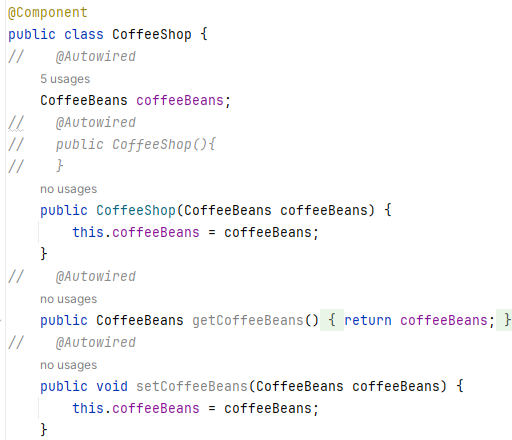 @Component
public class CoffeeShop {
//    @Autowired
5 usages
CoffeeBeans coffeeBeans;
//    @Autowired
//    public CoffeeShop(){
//    }
no usages
public CoffeeShop(CoffeeBeans coffeeBeans) {
this.coffeeBeans = coffeeBeans;
}
//    @Autowired
no usages
public CoffeeBeans getCoffeeBeans() { return coffeeBeans; }
//    @Autowired
no usages
public void setCoffeeBeans(CoffeeBeans coffeeBeans) {
this.coffeeBeans = coffeeBeans;
}